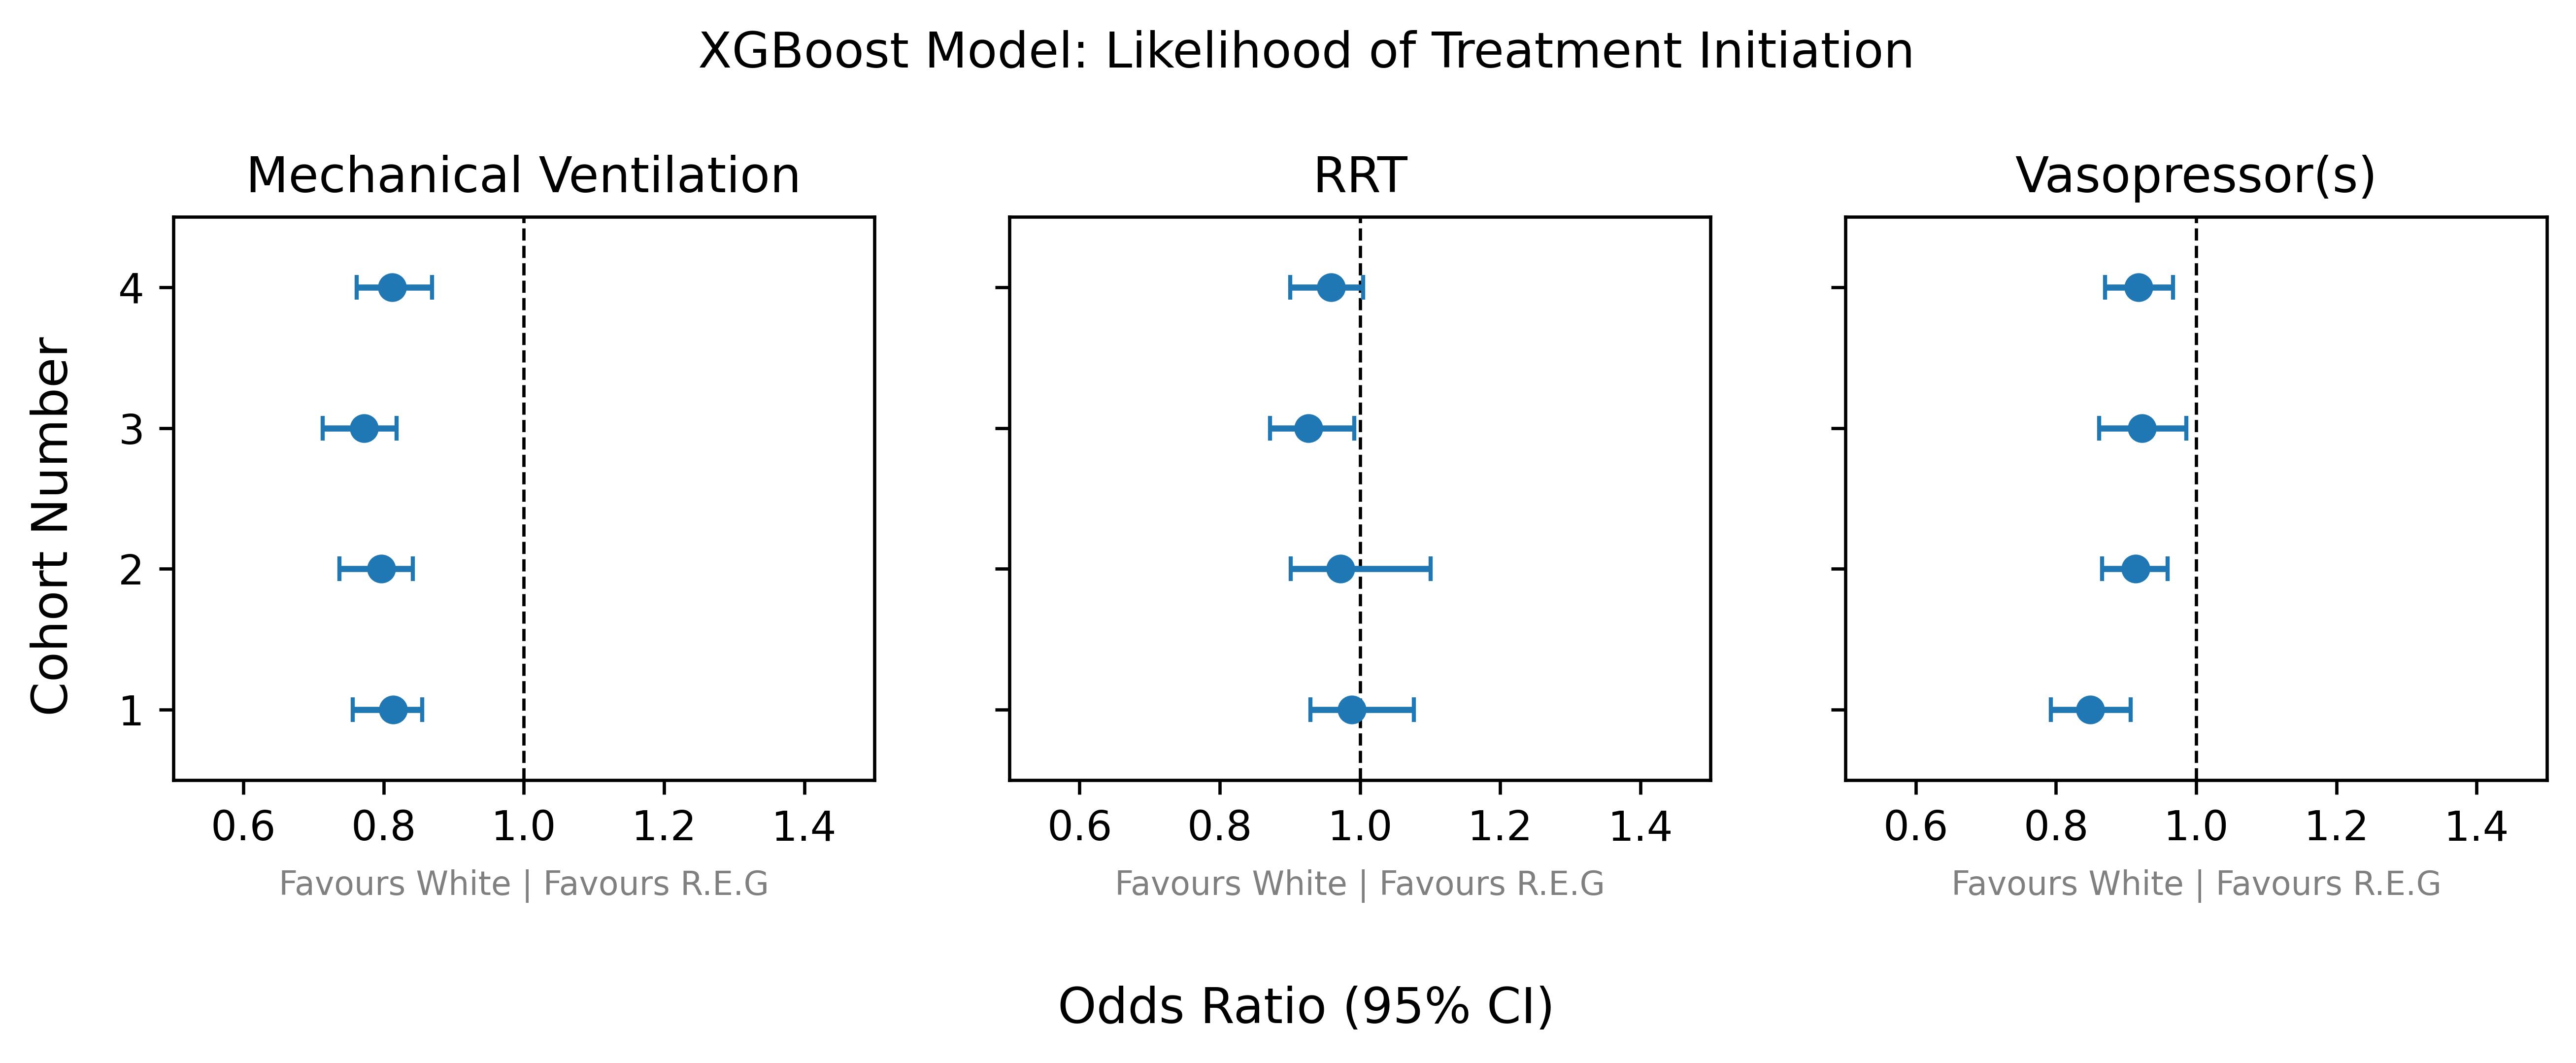 XGBoost Model: Likelihood of Treatment Initiation
Mechanical Ventilation
RRT
Vasopressor(s)
Cohort Number
4
3
2
1
0.6 0.8 1.0 1.2 1.4
0.6 0.8 1.0 1.2 1.4
0.6 0.8 1.0 1.2 1.4
Favours White | Favours R.E.G
Favours White | Favours R.E.G
Favours White | Favours R.E.G
Odds Ratio (95% CI)